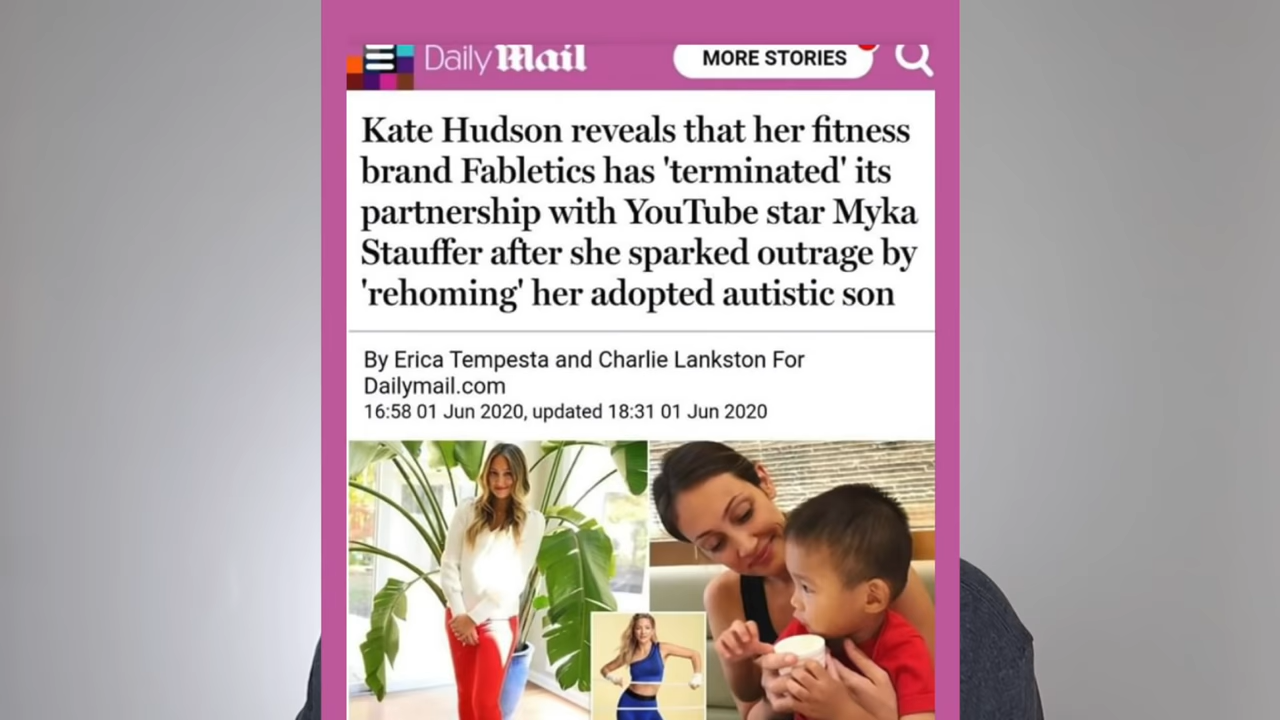 Daily Mail
MORE STORIES
Kate Hudson reveals that her fitness
brand Fabletics has 'terminated' its
partnership with YouTube star Myka
Stauffer after she sparked outrage by
'rehoming' her adopted autistic son
By Erica Tempesta and Charlie Lankston For
Dailymail.com
16:58 01 Jun 2020, updated 18:31 01 Jun 2020